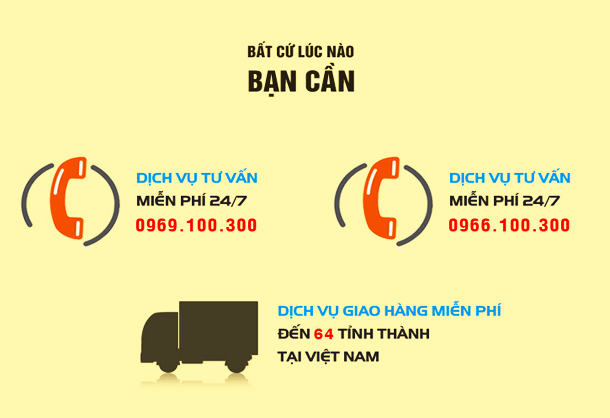 BẤT CỨ LÚC NÀO
BẠN CẦN
DỊCH VỤ TƯ VẤN
MIỄN PHÍ 24/7
0969.100.300
DỊCH VỤ TƯ VẤN
MIỄN PHÍ 24/7
0966.100.300
DỊCH VỤ GIAO HÀNG MIỄN PHÍ
ĐẾN 64 TỈNH THÀNH
TẠI VIỆT NAM